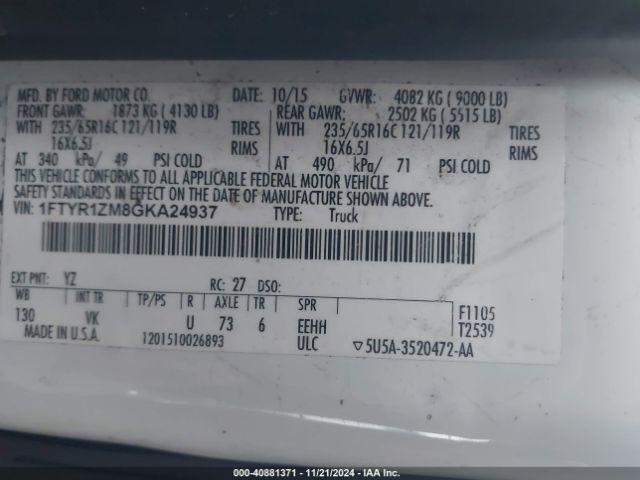 MFD. BY FORD MOTOR CO. DATE: 10/15 GVWR: 4082 KG ( 9000 LB)
FRONT GAWR: 1873 KG ( 4130 LB) REAR GAWR: 2502 KG ( 5515 LB)
WITH 235/65R16C 121/119R TIRES WITH 235/65R16C 121/119R TIRES
16X6.5J RIMS 16X6.5J RIMS
AT 340 kPa/ 49 PSI COLD AT 490 kPa/ 71 PSI COLD
THIS VEHICLE CONFORMS TO ALL APPLICABLE FEDERAL MOTOR VEHICLE
SAFETY STANDARDS IN EFFECT ON THE DATE OF MANUFACTURE SHOWN ABOVE.
VIN: 1FTYR1ZM8GKA24937 TYPE: Truck
EXT PNT: YZ RC: 27 DSO:
WB INT TR TP/PS R AXLE TR SPR
130 VK U 73 6 EEHH F1105
MADE IN U.S.A. 1201510026893 ULC T2539
▽5U5A-3520472-AA
000-40881371 - 11/21/2024 - IAA Inc.